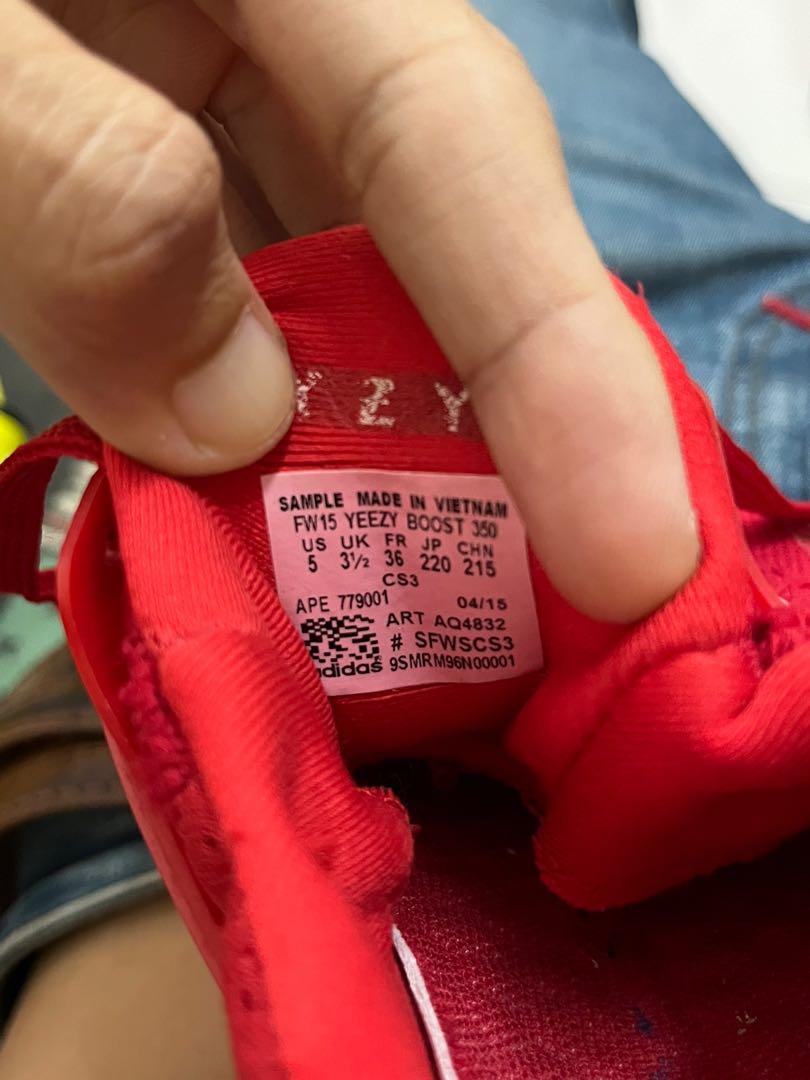 Z Y
SAMPLE MADE IN VIETNAM
FW15 YEEZY BOOST 350
US UK FR JP CHN
5 3½ 36 220 215
CS3
APE 779001 04/15
ART AQ4832
# SFWSCS3
adidas 9SMRM96N00001